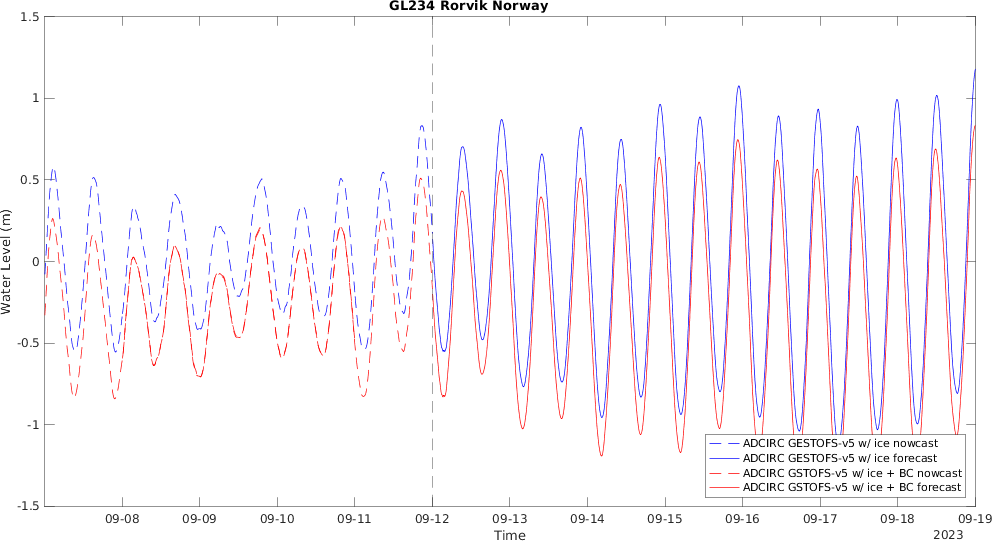 GL234 Rorvik Norway
Water Level (m)
1.5
1
0.5
0
-0.5
-1
-1.5
ADCIRC GESTOFS-v5 w/ ice nowcast
ADCIRC GESTOFS-v5 w/ ice forecast
ADCIRC GSTOFS-v5 w/ ice + BC nowcast
ADCIRC GSTOFS-v5 w/ ice + BC forecast
09-08 09-09 09-10 09-11 09-12 09-13 09-14 09-15 09-16 09-17 09-18 09-19
Time
2023